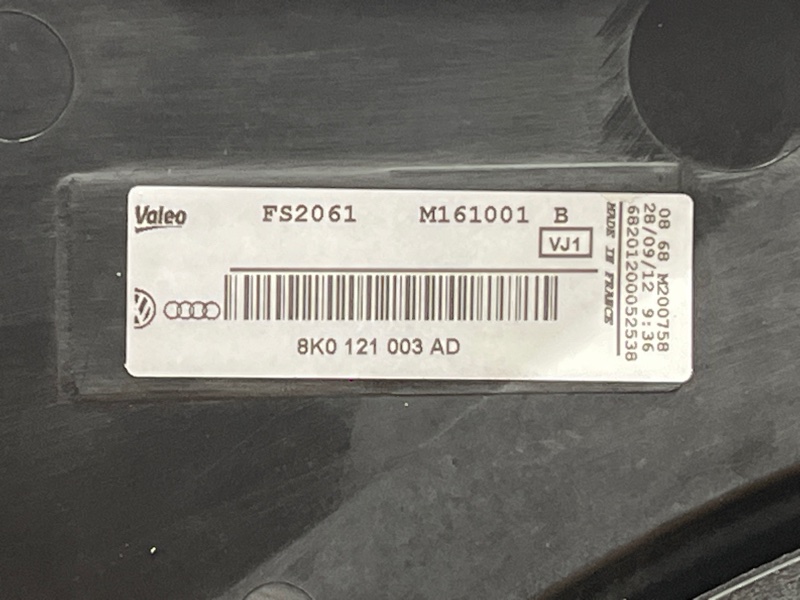 Valeo FS2061 M161001 B
VJ1
8K0 121 003 AD
MADE IN FRANCE
08 68 M200758
28/09/12 9:36
68201200052538